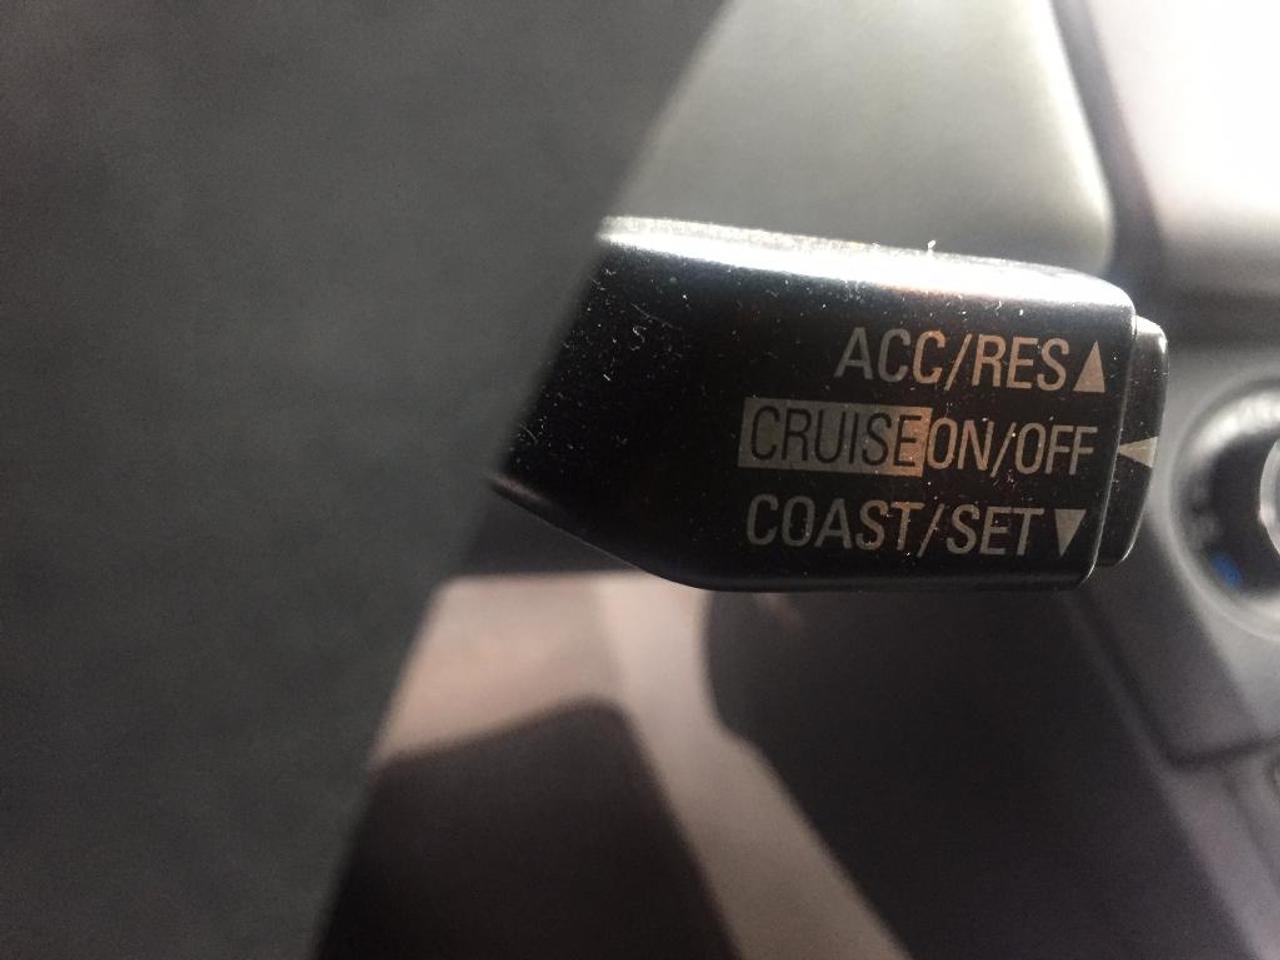 ACC/RES▲
CRUISE ON/OFF
COAST/SET▼